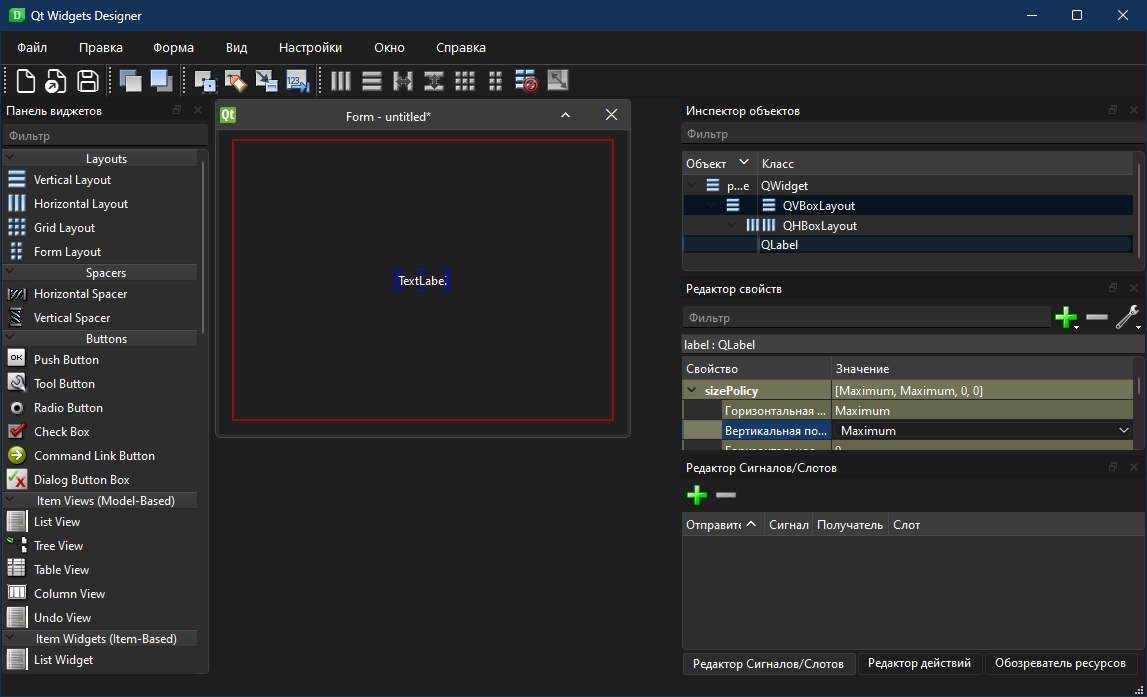 Qt Widgets Designer
Файл Правка Форма Вид Настройки Окно Справка
123
Панель виджетов
Фильтр
Layouts
Vertical Layout
Horizontal Layout
Grid Layout
Form Layout
Spacers
Horizontal Spacer
Vertical Spacer
Buttons
OK Push Button
Tool Button
Radio Button
Check Box
Command Link Button
Dialog Button Box
Item Views (Model-Based)
List View
Tree View
Table View
Column View
Undo View
Item Widgets (Item-Based)
List Widget
Qt Form - untitled*
TextLabel
Инспектор объектов
Фильтр
Объект Класс
р...е QWidget
QVBoxLayout
QHBoxLayout
QLabel
Редактор свойств
Фильтр
label : QLabel
Свойство Значение
sizePolicy [Maximum, Maximum, 0, 0]
Горизонтальная ... Maximum
Вертикальная по... Maximum
Редактор Сигналов/Слотов
Отправите Сигнал Получатель Слот
Редактор Сигналов/Слотов Редактор действий Обозреватель ресурсов